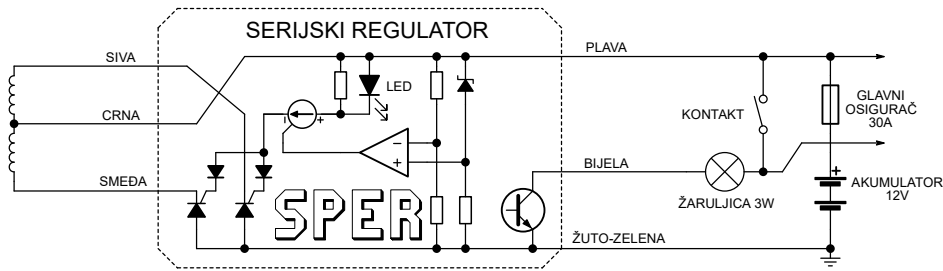 SERIJSKI REGULATOR
SIVA
PLAVA
LED
CRNA
KONTAKT
GLAVNI
OSIGURAČ
30A
BIJELA
SMEĐA
SPER
ŽARULJICA 3W
AKUMULATOR
12V
ŽUTO-ZELENA